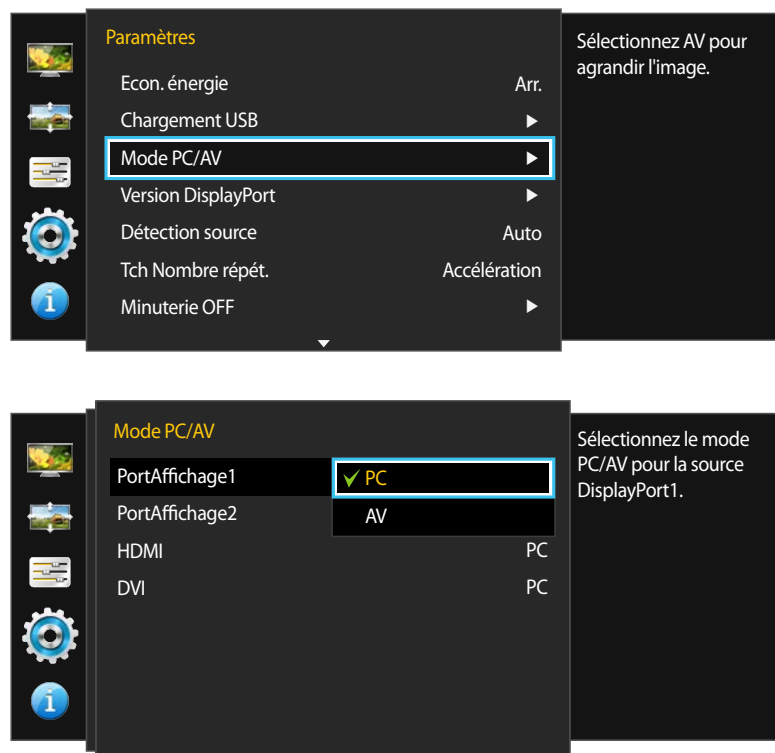 Paramètres
Sélectionnez AV pour
agrandir l'image.
Econ. énergie Arr.
Chargement USB
Mode PC/AV
Version DisplayPort
Détection source Auto
Tch Nombre répét. Accélération
Minuterie OFF
Mode PC/AV
Sélectionnez le mode
PC/AV pour la source
DisplayPort1.
PortAffichage1 PC
PortAffichage2 AV
HDMI PC
DVI PC